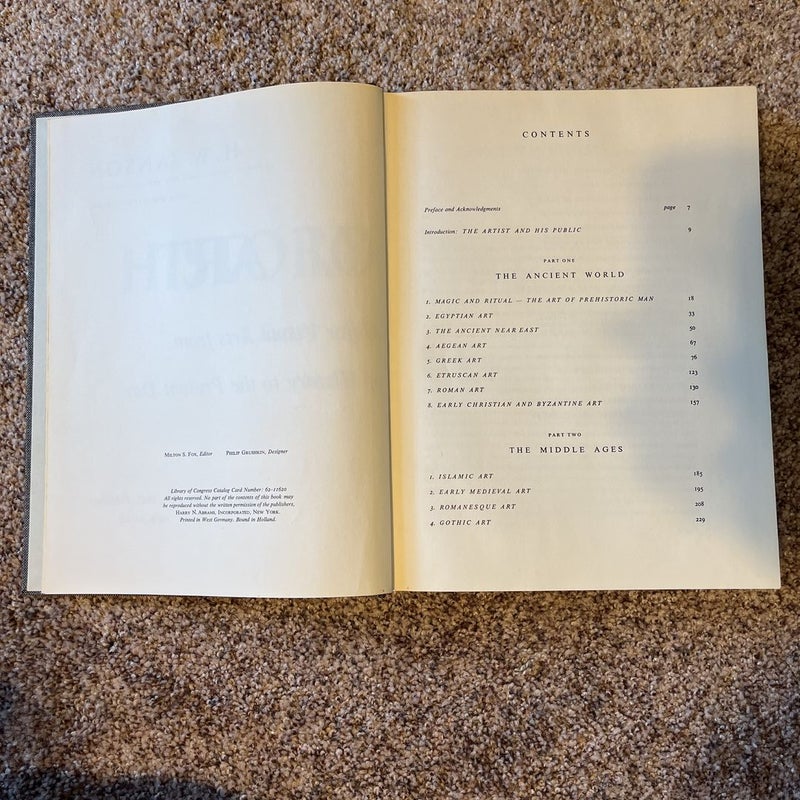 MILTON S. FOX, Editor PHILIP GRUSHKIN, Designer
Library of Congress Catalog Card Number: 62-11620
All rights reserved. No part of the contents of this book may
be reproduced without the written permission of the publishers,
HARRY N. ABRAMS, INCORPORATED, NEW YORK.
Printed in West Germany. Bound in Holland.
CONTENTS
Preface and Acknowledgments page 7
Introduction: THE ARTIST AND HIS PUBLIC 9
PART ONE
THE ANCIENT WORLD
1. MAGIC AND RITUAL — THE ART OF PREHISTORIC MAN 18
2. EGYPTIAN ART 33
3. THE ANCIENT NEAR EAST 50
4. AEGEAN ART 67
5. GREEK ART 76
6. ETRUSCAN ART 123
7. ROMAN ART 130
8. EARLY CHRISTIAN AND BYZANTINE ART 157
PART TWO
THE MIDDLE AGES
1. ISLAMIC ART 185
2. EARLY MEDIEVAL ART 195
3. ROMANESQUE ART 208
4. GOTHIC ART 229